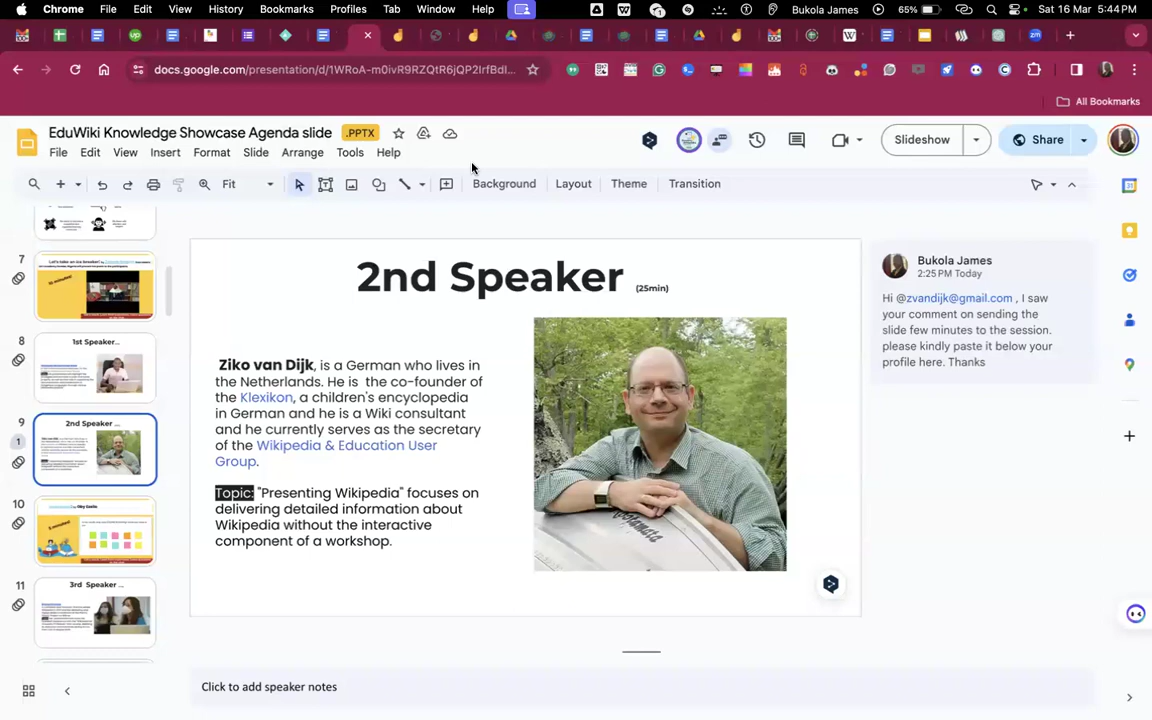 Chrome File Edit View History Bookmarks Profiles Tab Window Help Bukola James 65% Sat 16 Mar 5:44PM
docs.google.com/presentation/d/1WRoA-m0ivR9RZQtR6jQP2IrfBdI...
All Bookmarks
EduWiki Knowledge Showcase Agenda slide .PPTX
Slideshow
Share
File Edit View Insert Format Slide Arrange Tools Help
Fit
Background Layout Theme Transition
7
8
1st Speaker...
9
2nd Speaker ...
1
10
11
3rd Speaker ...
2nd Speaker (25min)
Ziko van Dijk, is a German who lives in
the Netherlands. He is the co-founder of
the Klexikon, a children's encyclopedia
in German and he is a Wiki consultant
and he currently serves as the secretary
of the Wikipedia & Education User
Group.
Topic: "Presenting Wikipedia" focuses on
delivering detailed information about
Wikipedia without the interactive
component of a workshop.
Bukola James
2:25 PM Today
Hi @zvandijk@gmail.com , I saw
your comment on sending the
slide few minutes to the session.
please kindly paste it below your
profile here. Thanks
Click to add speaker notes